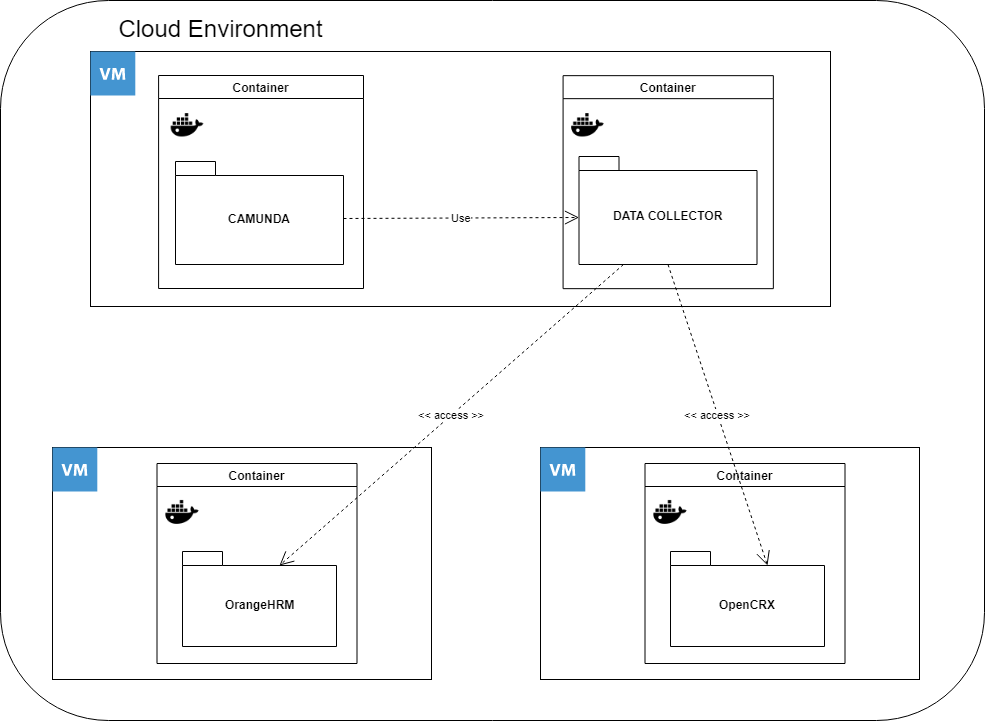 Cloud Environment
VM
Container
Container
CAMUNDA
Use
DATA COLLECTOR
<< access >>
<< access >>
VM
Container
VM
Container
OrangeHRM
OpenCRX